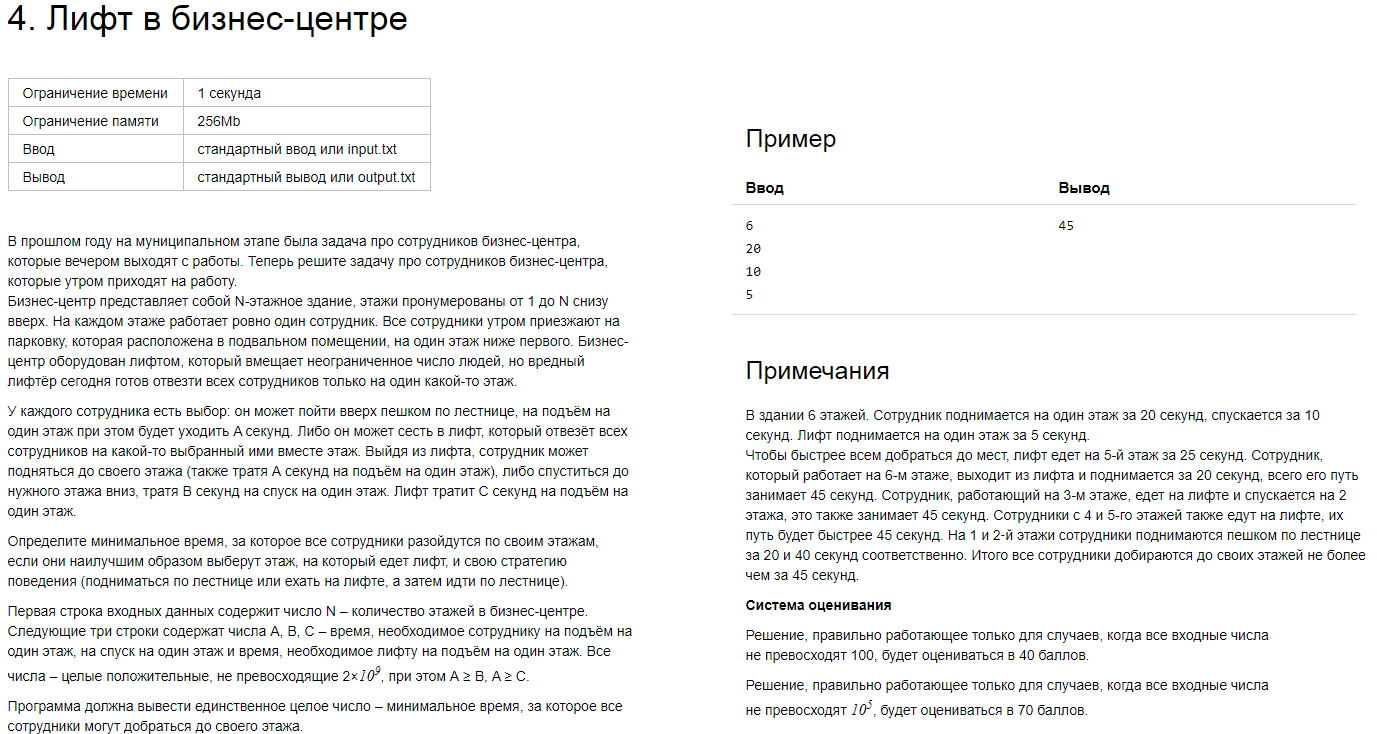 4. Лифт в бизнес-центре
Ограничение времени 1 секунда
Ограничение памяти 256Mb
Ввод стандартный ввод или input.txt
Вывод стандартный вывод или output.txt
В прошлом году на муниципальном этапе была задача про сотрудников бизнес-центра,
которые вечером выходят с работы. Теперь решите задачу про сотрудников бизнес-центра,
которые утром приходят на работу.
Бизнес-центр представляет собой N-этажное здание, этажи пронумерованы от 1 до N снизу
вверх. На каждом этаже работает ровно один сотрудник. Все сотрудники утром приезжают на
парковку, которая расположена в подвальном помещении, на один этаж ниже первого. Бизнес-
центр оборудован лифтом, который вмещает неограниченное число людей, но вредный
лифтёр сегодня готов отвезти всех сотрудников только на один какой-то этаж.
У каждого сотрудника есть выбор: он может пойти вверх пешком по лестнице, на подъём на
один этаж при этом будет уходить A секунд. Либо он может сесть в лифт, который отвезёт всех
сотрудников на какой-то выбранный ими вместе этаж. Выйдя из лифта, сотрудник может
подняться до своего этажа (также тратя A секунд на подъём на один этаж), либо спуститься до
нужного этажа вниз, тратя B секунд на спуск на один этаж. Лифт тратит C секунд на подъём на
один этаж.
Определите минимальное время, за которое все сотрудники разойдутся по своим этажам,
если они наилучшим образом выберут этаж, на который едет лифт, и свою стратегию
поведения (подниматься по лестнице или ехать на лифте, а затем идти по лестнице).
Первая строка входных данных содержит число N – количество этажей в бизнес-центре.
Следующие три строки содержат числа A, B, C – время, необходимое сотруднику на подъём на
один этаж, на спуск на один этаж и время, необходимое лифту на подъём на один этаж. Все
числа – целые положительные, не превосходящие 2×10⁹, при этом A ≥ B, A ≥ C.
Программа должна вывести единственное целое число – минимальное время, за которое все
сотрудники могут добраться до своего этажа.
Пример
Ввод Вывод
6 45
20
10
5
Примечания
В здании 6 этажей. Сотрудник поднимается на один этаж за 20 секунд, спускается за 10
секунд. Лифт поднимается на один этаж за 5 секунд.
Чтобы быстрее всем добраться до мест, лифт едет на 5-й этаж за 25 секунд. Сотрудник,
который работает на 6-м этаже, выходит из лифта и поднимается за 20 секунд, всего его путь
занимает 45 секунд. Сотрудник, работающий на 3-м этаже, едет на лифте и спускается на 2
этажа, это также занимает 45 секунд. Сотрудники с 4 и 5-го этажей также едут на лифте, их
путь будет быстрее 45 секунд. На 1 и 2-й этажи сотрудники поднимаются пешком по лестнице
за 20 и 40 секунд соответственно. Итого все сотрудники добираются до своих этажей не более
чем за 45 секунд.
Система оценивания
Решение, правильно работающее только для случаев, когда все входные числа
не превосходят 100, будет оцениваться в 40 баллов.
Решение, правильно работающее только для случаев, когда все входные числа
не превосходят 10⁵, будет оцениваться в 70 баллов.